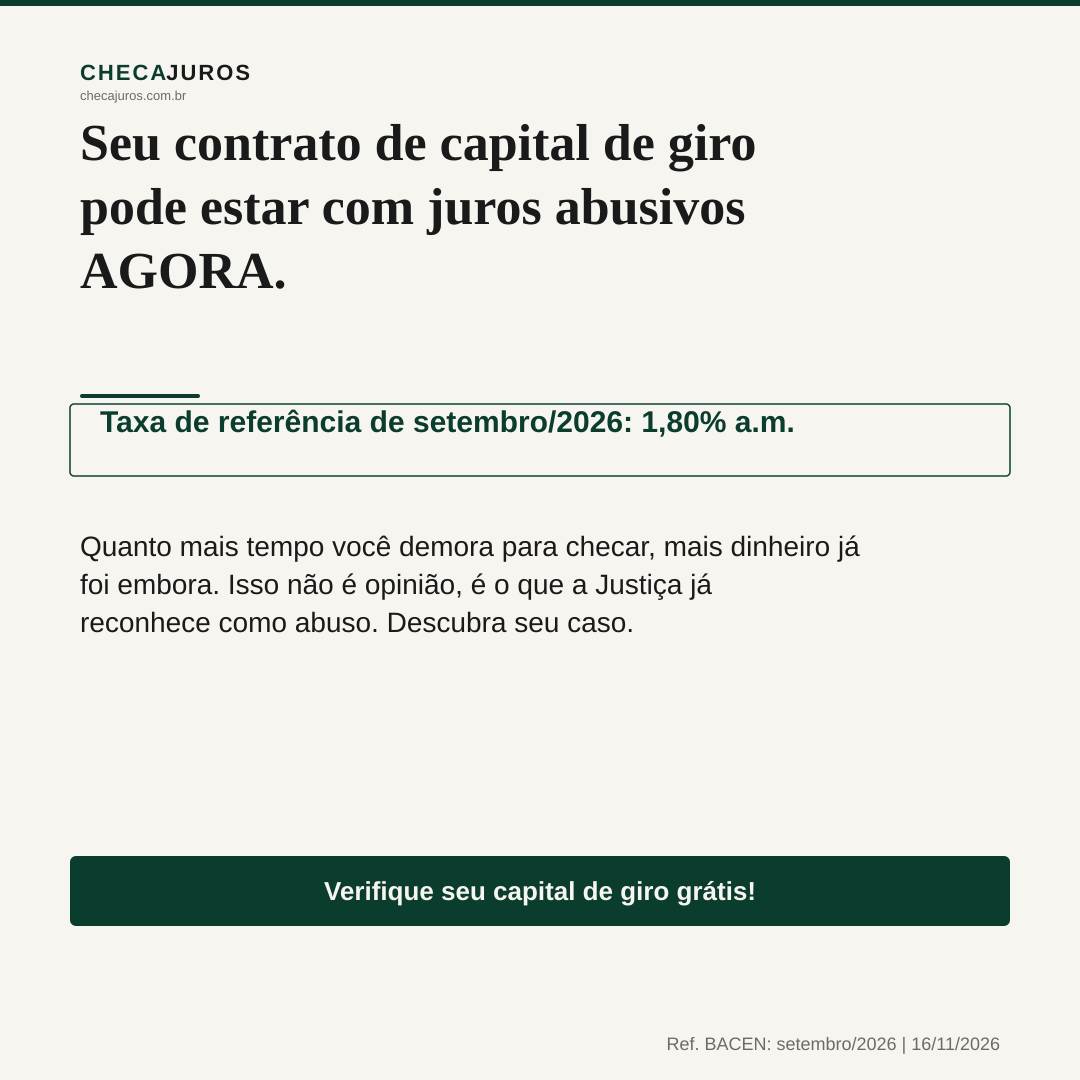 CHECAJUROS
checajuros.com.br
Seu contrato de capital de giro
pode estar com juros abusivos
AGORA.
Taxa de referência de setembro/2026: 1,80% a.m.
Quanto mais tempo você demora para checar, mais dinheiro já
foi embora. Isso não é opinião, é o que a Justiça já
reconhece como abuso. Descubra seu caso.
Verifique seu capital de giro grátis!
Ref. BACEN: setembro/2026 | 16/11/2026